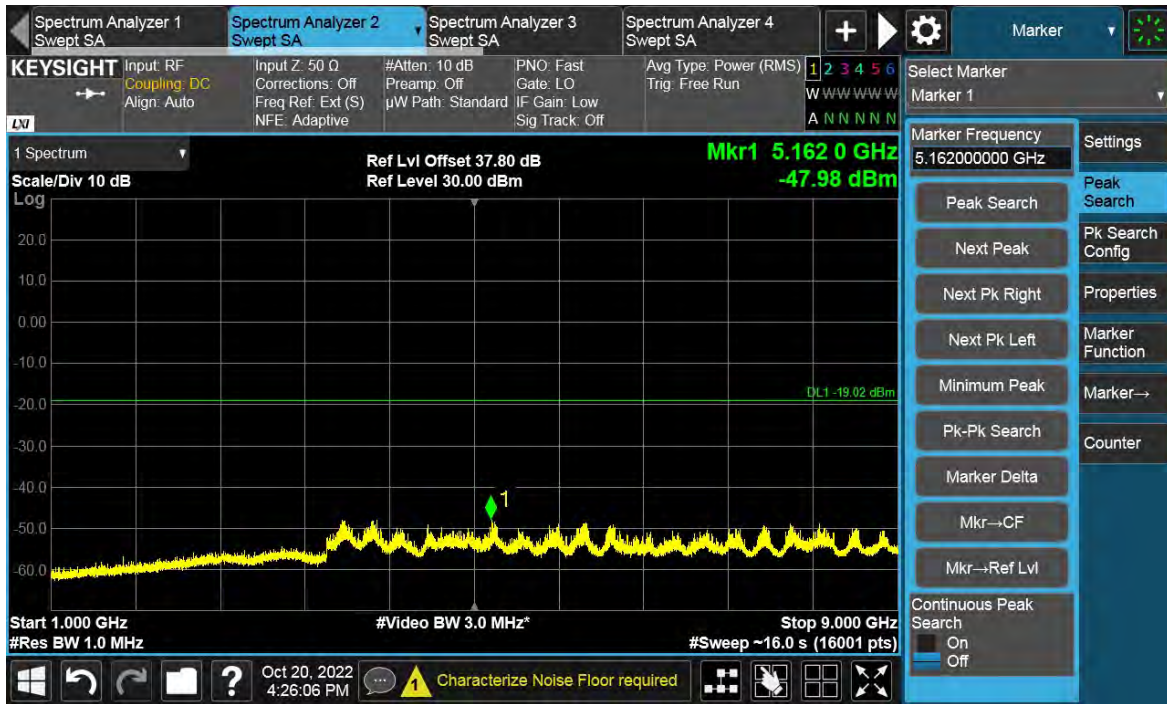 Spectrum Analyzer 1
Swept SA
Spectrum Analyzer 2
Swept SA
Spectrum Analyzer 3
Swept SA
Spectrum Analyzer 4
Swept SA
+
Marker
KEYSIGHT
LXI
Input: RF
Coupling: DC
Align: Auto
Input Z: 50 Ω
Corrections: Off
Freq Ref: Ext (S)
NFE: Adaptive
#Atten: 10 dB
Preamp: Off
µW Path: Standard
PNO: Fast
Gate: LO
IF Gain: Low
Sig Track: Off
Avg Type: Power (RMS)
Trig: Free Run
1 2 3 4 5 6
W W W W W W
A N N N N N
Select Marker
Marker 1
1 Spectrum
Scale/Div 10 dB
Log
Ref Lvl Offset 37.80 dB
Ref Level 30.00 dBm
Mkr1 5.162 0 GHz
-47.98 dBm
20.0
10.0
0.00
-10.0
-20.0
-30.0
-40.0
-50.0
-60.0
DL1 -19.02 dBm
1
Start 1.000 GHz
#Res BW 1.0 MHz
#Video BW 3.0 MHz*
Stop 9.000 GHz
#Sweep ~16.0 s (16001 pts)
Marker Frequency
5.162000000 GHz
Peak Search
Next Peak
Next Pk Right
Next Pk Left
Minimum Peak
Pk-Pk Search
Marker Delta
Mkr→CF
Mkr→Ref Lvl
Continuous Peak
Search
On
Off
Settings
Peak
Search
Pk Search
Config
Properties
Marker
Function
Marker→
Counter
?
Oct 20, 2022
4:26:06 PM
1
Characterize Noise Floor required